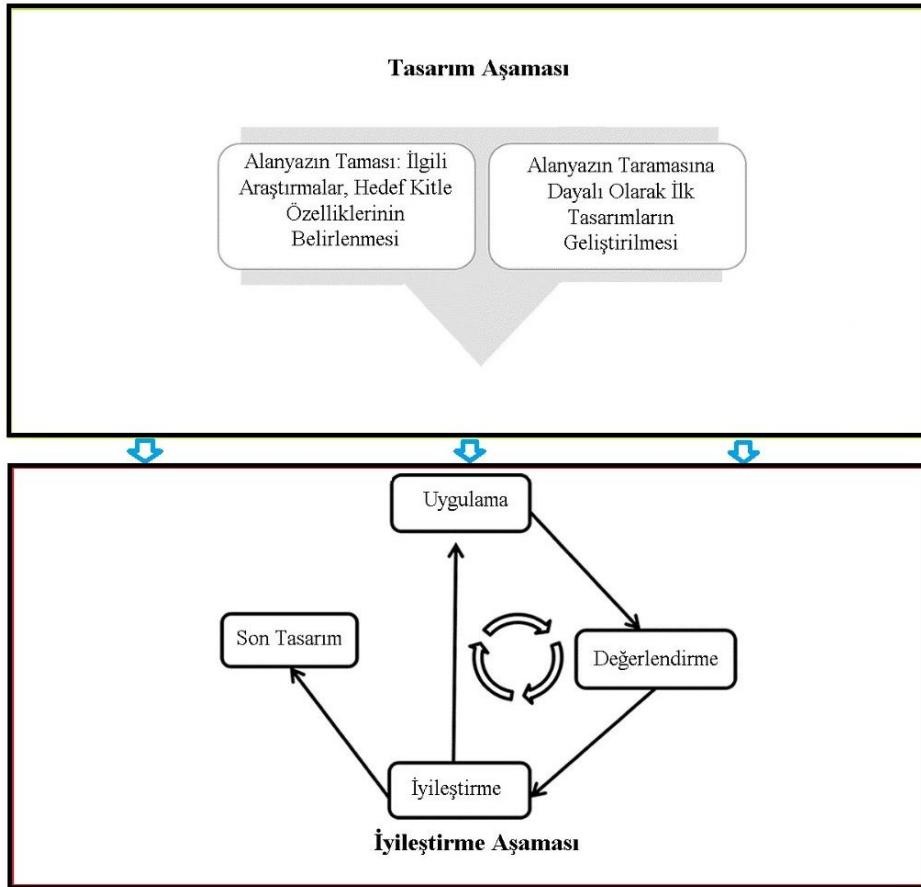 Tasarım Aşaması
Alanyazın Taması: İlgili
Araştırmalar, Hedef Kitle
Özelliklerinin
Belirlenmesi
Alanyazın Taramasına
Dayalı Olarak İlk
Tasarımların
Geliştirilmesi
Uygulama
Son Tasarım
Değerlendirme
İyileştirme
İyileştirme Aşaması